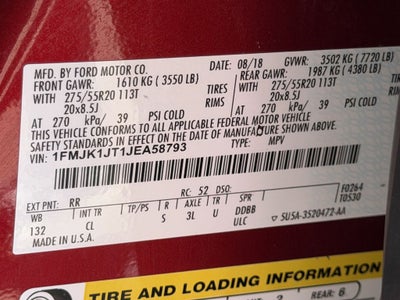 MFD. BY FORD MOTOR CO. 08/18 GVWR: 3502 KG (7720 LB)
FRONT GAWR: 1610 KG (3550 LB) REAR GAWR: 1987 KG (4380 LB)
WITH 275/55R20 113T TIRES WITH 275/55R20 113T
20x8.5J RIMS 20x8.5J
AT 270 kPa/ 39 PSI COLD AT 270 kPa/ 39 PSI COLD
THIS VEHICLE CONFORMS TO ALL APPLICABLE FEDERAL MOTOR VEHICLE
SAFETY STANDARDS IN EFFECT ON THE DATE OF MANUFACTURE SHOWN ABOVE.
VIN: 1FMJK1JT1JEA58793 TYPE: MPV
F0264
T0530
EXT PNT: RR RC: 52 DSO:
WB INT TR TP/PS R AXLE TR SPR
132 CL S 3L U DDBB
ULC 5U5A-3520472-AA
MADE IN U.S.A.
TIRE AND LOADING INFORMATION
REAR: 6